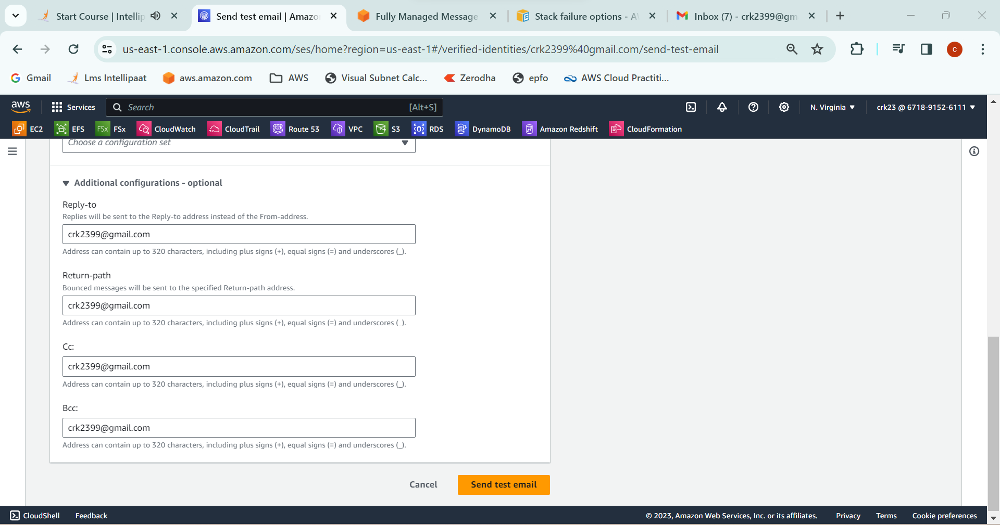 Start Course | Intellip
Send test email | Amazo
Fully Managed Message
Stack failure options - A
Inbox (7) - crk2399@gm
us-east-1.console.aws.amazon.com/ses/home?region=us-east-1#/verified-identities/crk2399%40gmail.com/send-test-email
C
Gmail
Lms Intellipaat
aws.amazon.com
AWS
Visual Subnet Calc...
Zerodha
epfo
AWS Cloud Practiti...
aws
Services
Search
[Alt+S]
N. Virginia
crk23 @ 6718-9152-6111
EC2
EFS
FSx FSx
CloudWatch
CloudTrail
Route 53
VPC
S3
RDS
DynamoDB
Amazon Redshift
CloudFormation
Choose a configuration set
Additional configurations - optional
Reply-to
Replies will be sent to the Reply-to address instead of the From-address.
crk2399@gmail.com
Address can contain up to 320 characters, including plus signs (+), equal signs (=) and underscores (_).
Return-path
Bounced messages will be sent to the specified Return-path address.
crk2399@gmail.com
Address can contain up to 320 characters, including plus signs (+), equal signs (=) and underscores (_).
Cc:
crk2399@gmail.com
Address can contain up to 320 characters, including plus signs (+), equal signs (=) and underscores (_).
Bcc:
crk2399@gmail.com
Address can contain up to 320 characters, including plus signs (+), equal signs (=) and underscores (_).
Cancel
Send test email
CloudShell
Feedback
© 2023, Amazon Web Services, Inc. or its affiliates.
Privacy
Terms
Cookie preferences